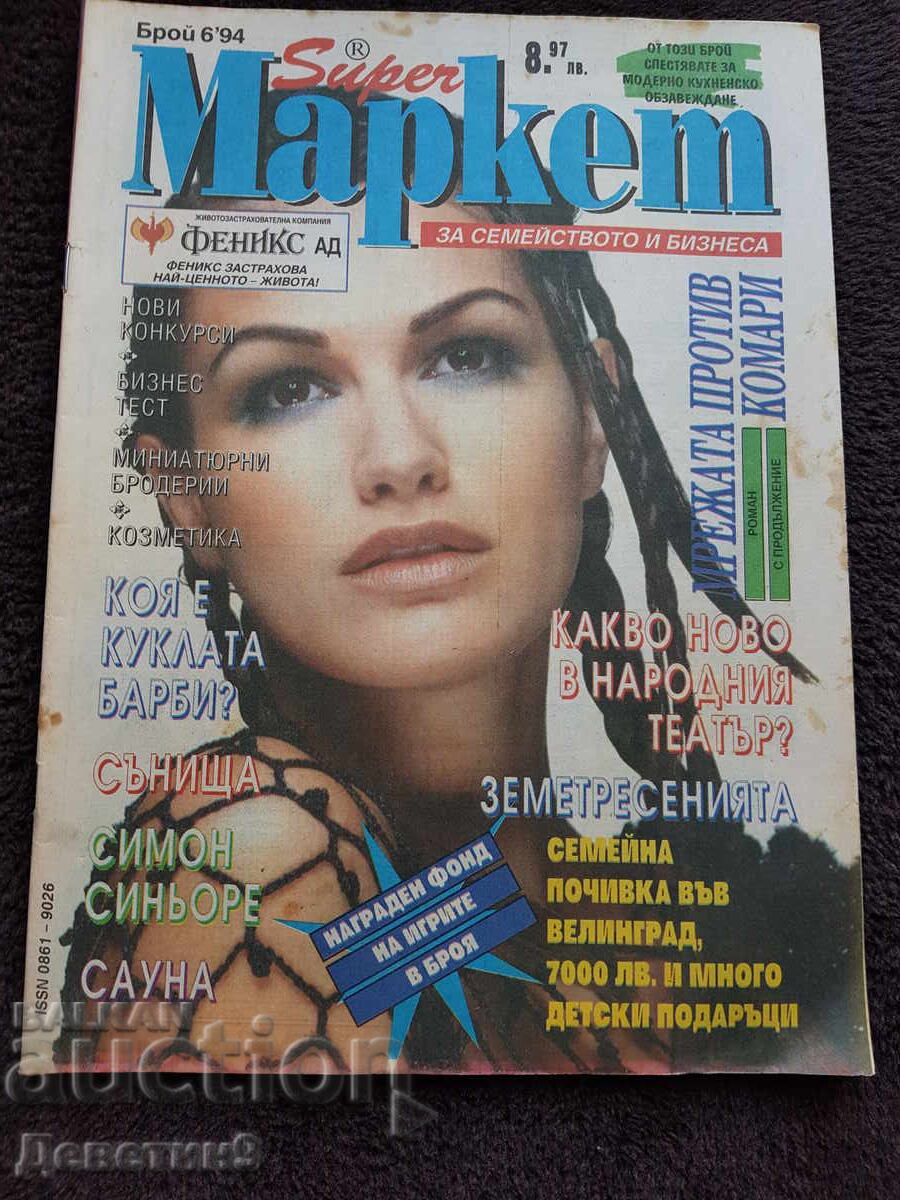 Брой 6'94
Super ®
8.97 лв.
ОТ ТОЗИ БРОЙ
СПЕСТЯВАТЕ ЗА
МОДЕРНО КУХНЕНСКО
ОБЗАВЕЖДАНЕ
Маркет
ЗА СЕМЕЙСТВОТО И БИЗНЕСА
ЖИВОТОЗАСТРАХОВАТЕЛНА КОМПАНИЯ
ФЕНИКС АД
ФЕНИКС ЗАСТРАХОВА
НАЙ-ЦЕННОТО – ЖИВОТА!
НОВИ
КОНКУРСИ
БИЗНЕС
ТЕСТ
МИНИАТЮРНИ
БРОДЕРИИ
КОЗМЕТИКА
МРЕЖАТА ПРОТИВ
КОМАРИ
РОМАН
С ПРОДЪЛЖЕНИЕ
КОЯ Е
КУКЛАТА
БАРБИ?
СЪНИЩА
СИМОН
СИНЬОРЕ
САУНА
КАКВО НОВО
В НАРОДНИЯ
ТЕАТЪР?
ЗЕМЕТРЕСЕНИЯТА
НАГРАДЕН ФОНД
НА ИГРИТЕ
В БРОЯ
СЕМЕЙНА
ПОЧИВКА ВЪВ
ВЕЛИНГРАД,
7000 ЛВ. И МНОГО
ДЕТСКИ ПОДАРЪЦИ
ISSN 0861 – 9026
BALKAN
auction
Деветин9